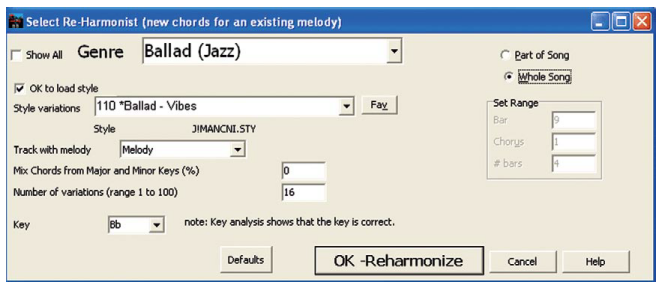 Select Re-Harmonist (new chords for an existing melody)
Show All Genre Ballad (Jazz)
Part of Song
Whole Song
OK to load style
Style variations 110 *Ballad - Vibes Fav
Set Range
Style J!MANCNI.STY
Bar 9
Track with melody Melody
Chorus 1
Mix Chords from Major and Minor Keys (%) 0
# bars 4
Number of variations (range 1 to 100) 16
Key Bb note: Key analysis shows that the key is correct.
Defaults OK -Reharmonize Cancel Help